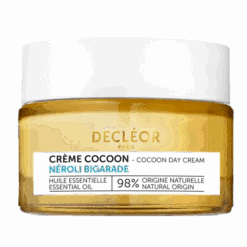 DECLÉOR
PARIS
CRÈME COCOON - COCOON DAY CREAM
NÉROLI BIGARADE
HUILE ESSENTIELLE
ESSENTIAL OIL
98% ORIGINE NATURELLE
NATURAL ORIGIN